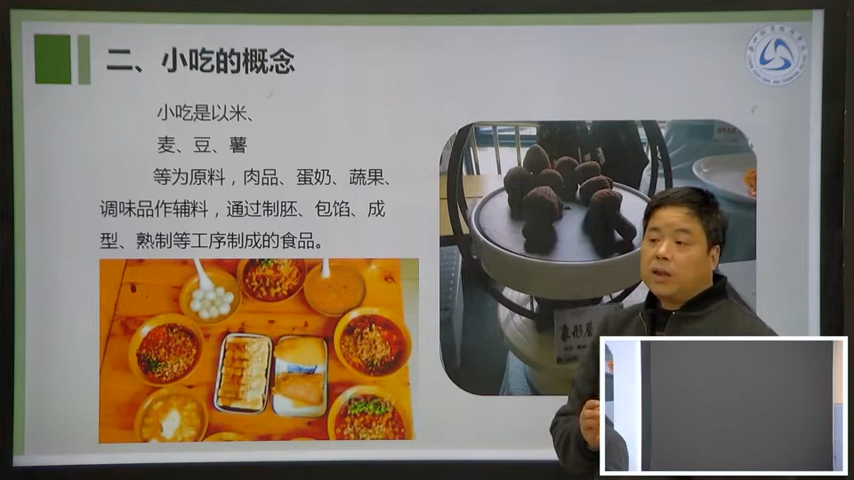 二、小吃的概念
小吃是以米、
麦、豆、薯
等为原料，肉品、蛋奶、蔬果、
调味品作辅料，通过制胚、包馅、成
型、熟制等工序制成的食品。
象形